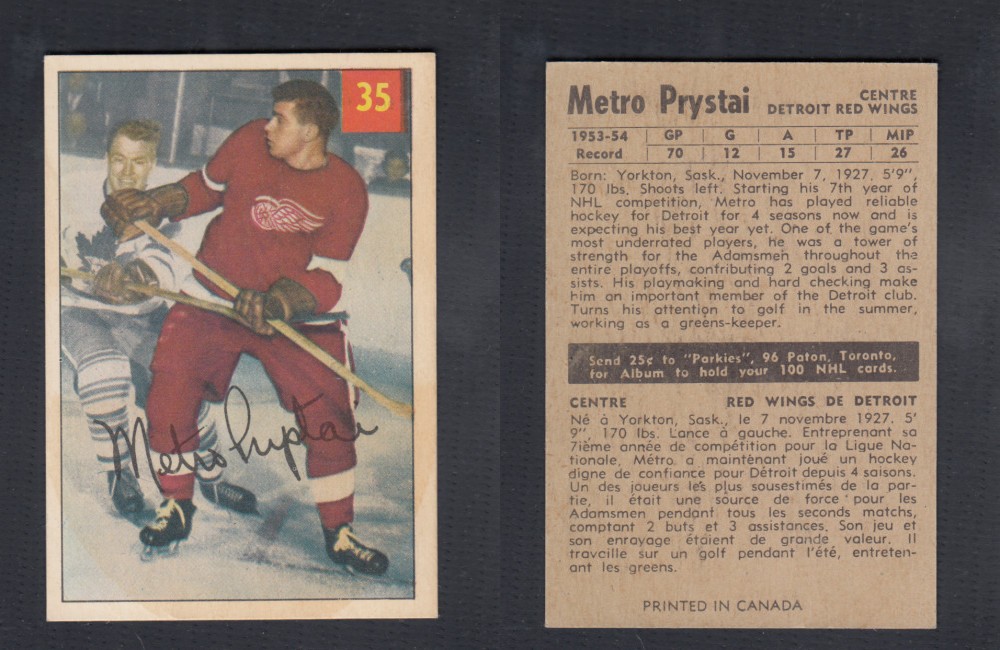 35
Metro Prystai
Metro Prystai
CENTRE
DETROIT RED WINGS
1953-54 GP G A TP MIP
Record 70 12 15 27 26
Born: Yorkton, Sask., November 7, 1927. 5'9",
170 lbs. Shoots left. Starting his 7th year of
NHL competition, Metro has played reliable
hockey for Detroit for 4 seasons now and is
expecting his best year yet. One of the game's
most underrated players, he was a tower of
strength for the Adamsmen throughout the
entire playoffs, contributing 2 goals and 3 as-
sists. His playmaking and hard checking make
him an important member of the Detroit club.
Turns his attention to golf in the summer,
working as a greens-keeper.
Send 25¢ to "Parkies", 96 Paton, Toronto,
for Album to hold your 100 NHL cards.
CENTRE RED WINGS DE DETROIT
Né à Yorkton, Sask., le 7 novembre 1927. 5'
9", 170 lbs. Lance à gauche. Entreprenant sa
7ième année de compétition pour la Ligue Na-
tionale, Métro a maintenant joué un hockey
digne de confiance pour Détroit depuis 4 saisons.
Un des joueurs les plus sousestimés de la par-
tie, il était une source de force pour les
Adamsmen pendant tous les seconds matchs,
comptant 2 buts et 3 assistances. Son jeu et
son enrayage étaient de grande valeur. Il
travcille sur un golf pendant l'été, entreten-
ant les greens.
PRINTED IN CANADA